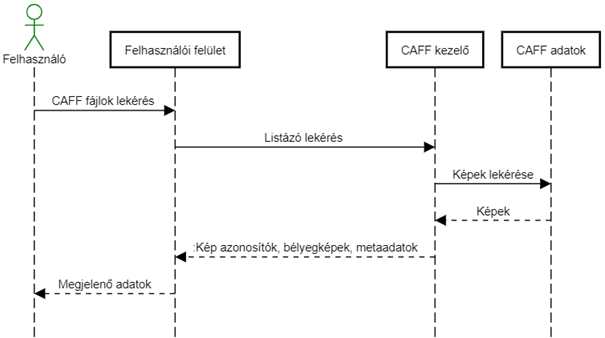 Felhasználó
Felhasználói felület
CAFF kezelő
CAFF adatok
CAFF fájlok lekérés
Listázó lekérés
Képek lekérése
Képek
:Kép azonosítók, bélyegképek, metaadatok
Megjelenő adatok